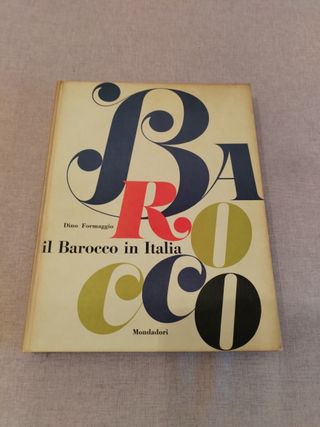 BA
Dino Formaggio
RO
il Barocco in Italia
CCO
Mondadori